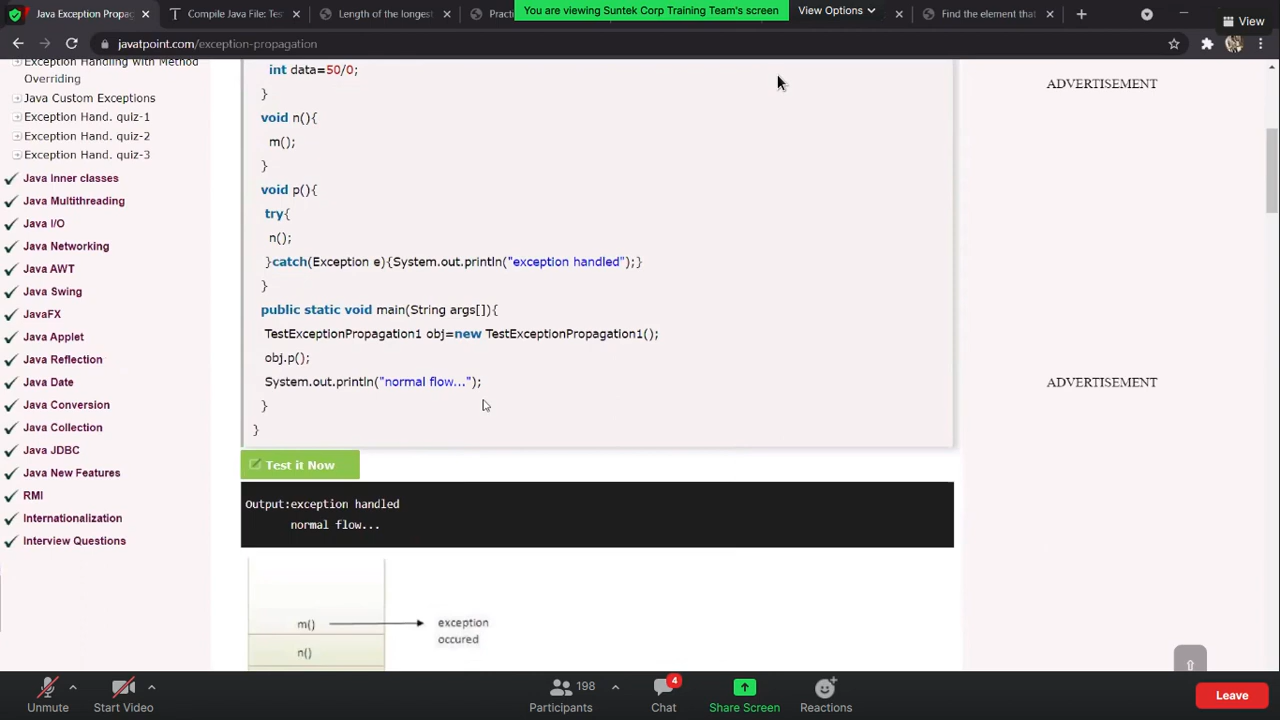 Java Exception Propag
Compile Java File: Test
Length of the longest
Practi
You are viewing Suntek Corp Training Team's screen
View Options
Find the element that
View
javatpoint.com/exception-propagation
Exception Handling with Method
Overriding
Java Custom Exceptions
Exception Hand. quiz-1
Exception Hand. quiz-2
Exception Hand. quiz-3
Java Inner classes
Java Multithreading
Java I/O
Java Networking
Java AWT
Java Swing
JavaFX
Java Applet
Java Reflection
Java Date
Java Conversion
Java Collection
Java JDBC
Java New Features
RMI
Internationalization
Interview Questions
int data=50/0;
}
void n(){
m();
}
void p(){
try{
n();
}catch(Exception e){System.out.println("exception handled");}
}
public static void main(String args[]){
TestExceptionPropagation1 obj=new TestExceptionPropagation1();
obj.p();
System.out.println("normal flow...");
}
}
Test it Now
Output:exception handled
normal flow...
m()
exception
occured
n()
ADVERTISEMENT
ADVERTISEMENT
Unmute
Start Video
198
Participants
4
Chat
Share Screen
Reactions
Leave